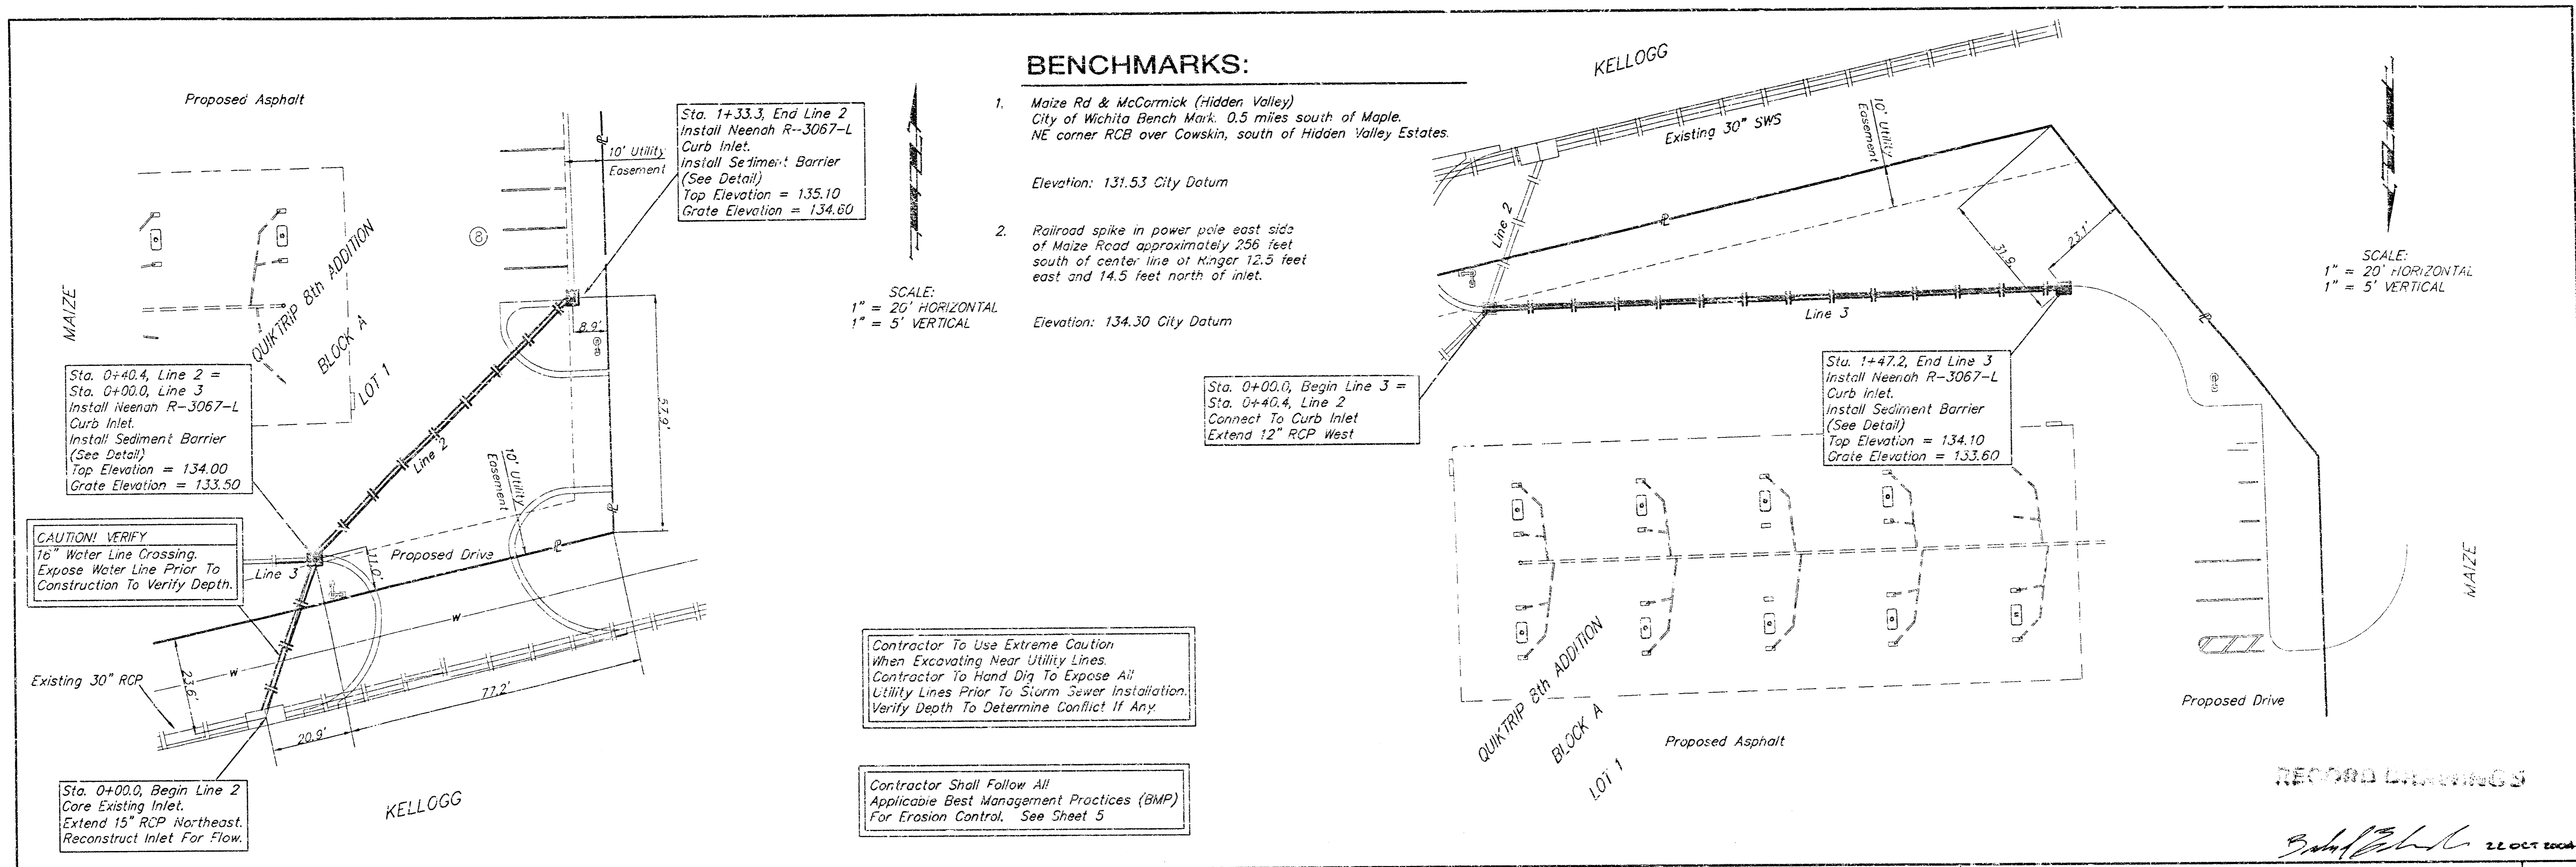 Proposed Asphalt
MAIZE
QUIKTRIP 8th ADDITION
BLOCK A
LOT 1
8
10' Utility
Easement
Sta. 1+33.3, End Line 2
Install Neenah R-3067-L
Curb Inlet.
Install Sediment Barrier
(See Detail)
Top Elevation = 135.10
Grate Elevation = 134.60
8.9'
57.9'
Sta. 0+40.4, Line 2 =
Sta. 0+00.0, Line 3
Install Neenah R-3067-L
Curb Inlet.
Install Sediment Barrier
(See Detail)
Top Elevation = 134.00
Grate Elevation = 133.50
Line 2
10' Utility
Easement
CAUTION! VERIFY
16" Water Line Crossing.
Expose Water Line Prior To
Construction To Verify Depth.
Line 3
11.0'
Proposed Drive
W
W
Existing 30" RCP
23.6'
20.9'
77.2'
Sta. 0+00.0, Begin Line 2
Core Existing Inlet.
Extend 15" RCP Northeast.
Reconstruct Inlet For Flow.
KELLOGG
SCALE:
1" = 20' HORIZONTAL
1" = 5' VERTICAL
BENCHMARKS:
1. Maize Rd & McCormick (Hidden Valley)
City of Wichita Bench Mark. 0.5 miles south of Maple.
NE corner RCB over Cowskin, south of Hidden Valley Estates.
Elevation: 131.53 City Datum
2. Railroad spike in power pole east side
of Maize Road approximately 256 feet
south of center line of Ringer 12.5 feet
east and 14.5 feet north of inlet.
Elevation: 134.30 City Datum
Contractor To Use Extreme Caution
When Excavating Near Utility Lines.
Contractor To Hand Dig To Expose All
Utility Lines Prior To Storm Sewer Installation.
Verify Depth To Determine Conflict If Any.
Contractor Shall Follow All
Applicable Best Management Practices (BMP)
For Erosion Control. See Sheet 5
KELLOGG
Existing 30" SWS
10' Utility
Easement
Line 2
31.9'
23.1'
Line 3
SCALE:
1" = 20' HORIZONTAL
1" = 5' VERTICAL
Sta. 0+00.0, Begin Line 3 =
Sta. 0+40.4, Line 2
Connect To Curb Inlet
Extend 12" RCP West
Sta. 1+47.2, End Line 3
Install Neenah R-3067-L
Curb Inlet.
Install Sediment Barrier
(See Detail)
Top Elevation = 134.10
Grate Elevation = 133.60
MAIZE
QUIKTRIP 8th ADDITION
BLOCK A
LOT 1
Proposed Asphalt
Proposed Drive
RECORD DRAWINGS
22 OCT